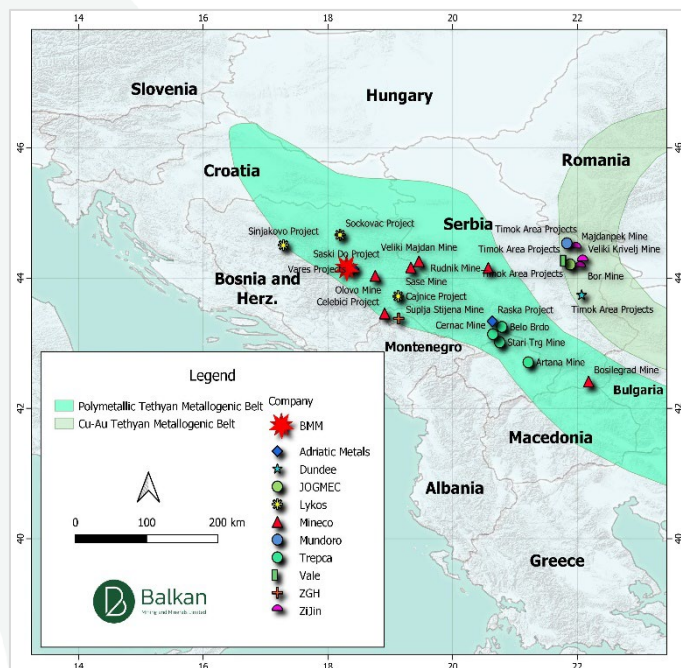 14
16
18
20
22
Slovenia
Hungary
46
46
Romania
Croatia
Timok Area Projects
Majdanpek Mine
Sockovac Project
Serbia
Sinjakovo Project
Timok Area Projects
Veliki Krivelj Mine
Saski Do Project
Veliki Majdan Mine
Vares Project
Rudnik Mine
Timok Area Projects
Bor Mine
44
44
Olovo Mine
Sase Mine
Bosnia and
Herz.
Cajnice Project
Timok Area Projects
Celebici Project
Suplja Stijena Mine
Raska Project
Cernac Mine
Belo Brdo
Montenegro
Stari Trg Mine
Artana Mine
Bosilegrad Mine
Bulgaria
42
42
Macedonia
Albania
40
40
Greece
Legend
Polymetallic Tethyan Metallogenic Belt
Cu-Au Tethyan Metallogenic Belt
Company
BMM
Adriatic Metals
Dundee
JOGMEC
Lykos
Mineco
Mundoro
Trepca
Vale
ZGH
ZiJin
0 100 200 km
Balkan
Mining and Minerals Limited
14
16
18
20
22